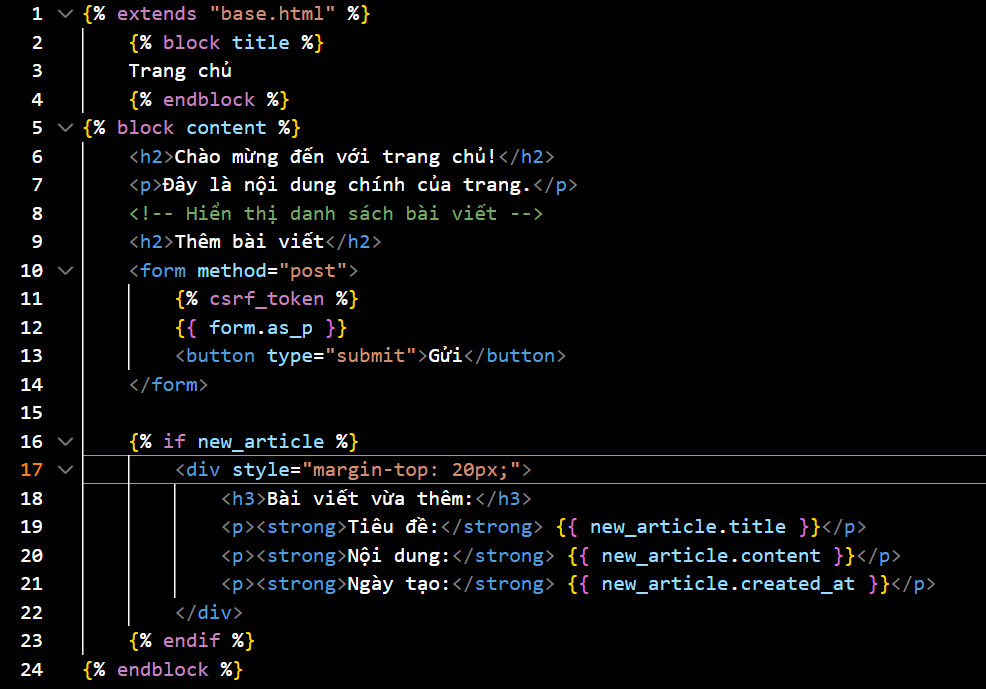 1 {% extends "base.html" %}
2 {% block title %}
3 Trang chủ
4 {% endblock %}
5 {% block content %}
6 <h2>Chào mừng đến với trang chủ!</h2>
7 <p>Đây là nội dung chính của trang.</p>
8 <!-- Hiển thị danh sách bài viết -->
9 <h2>Thêm bài viết</h2>
10 <form method="post">
11 {% csrf_token %}
12 {{ form.as_p }}
13 <button type="submit">Gửi</button>
14 </form>
15
16 {% if new_article %}
17 <div style="margin-top: 20px;">
18 <h3>Bài viết vừa thêm:</h3>
19 <p><strong>Tiêu đề:</strong> {{ new_article.title }}</p>
20 <p><strong>Nội dung:</strong> {{ new_article.content }}</p>
21 <p><strong>Ngày tạo:</strong> {{ new_article.created_at }}</p>
22 </div>
23 {% endif %}
24 {% endblock %}